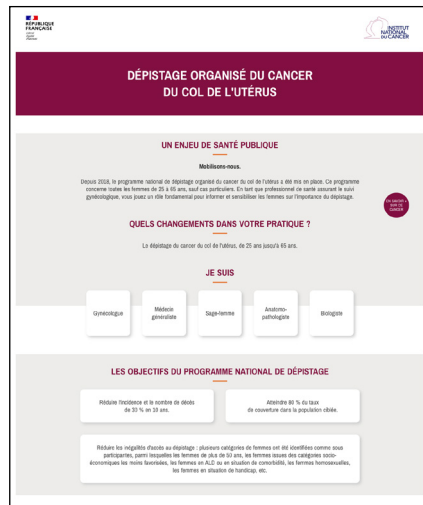 RÉPUBLIQUE
FRANÇAISE
INSTITUT
NATIONAL
DU CANCER
DÉPISTAGE ORGANISÉ DU CANCER
DU COL DE L'UTÉRUS
UN ENJEU DE SANTÉ PUBLIQUE
Mobilisons-nous.
Depuis 2018, le programme national de dépistage organisé du cancer du col de l'utérus a été mis en place. Ce programme
concerne toutes les femmes de 25 à 65 ans, sauf cas particuliers. En tant que professionnel de santé assurant le suivi
gynécologique, vous jouez un rôle fondamental pour informer et sensibiliser les femmes sur l'importance du dépistage.
EN SAVOIR +
SUR CE
CANCER
QUELS CHANGEMENTS DANS VOTRE PRATIQUE ?
Le dépistage du cancer du col de l'utérus, de 25 ans jusqu'à 65 ans.
JE SUIS
Gynécologue
Médecin
généraliste
Sage-femme
Anatomo-
pathologiste
Biologiste
LES OBJECTIFS DU PROGRAMME NATIONAL DE DÉPISTAGE
Réduire l'incidence et le nombre de décès
de 30 % en 10 ans.
Atteindre 80 % du taux
de couverture dans la population ciblée.
Réduire les inégalités d'accès au dépistage : plusieurs catégories de femmes ont été identifiées comme sous
participantes, parmi lesquelles les femmes de plus de 50 ans, les femmes issues des catégories socio-
économiques les moins favorisées, les femmes en ALD ou en situation de comorbidité, les femmes homosexuelles,
les femmes en situation de handicap, etc.